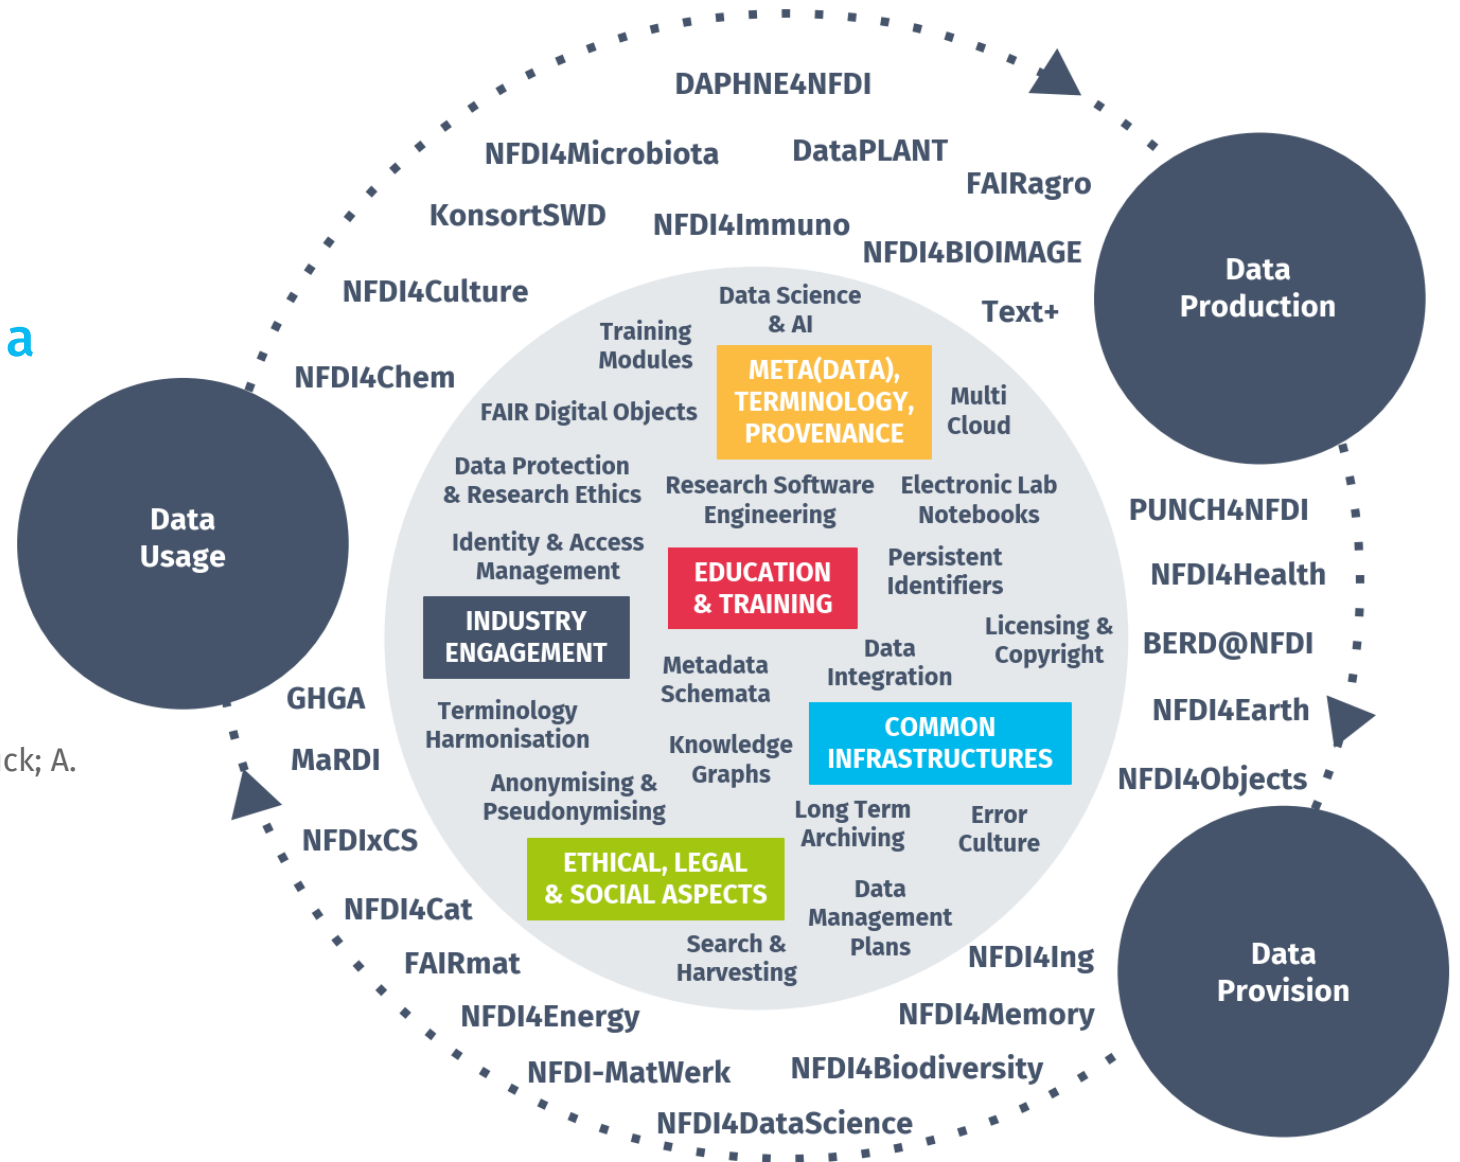 DAPHNE4NFDI
NFDI4Microbiota
DataPLANT
FAIRagro
KonsortSWD
NFDI4Immuno
NFDI4BIOIMAGE
NFDI4Culture
Text+
NFDI4Chem
Data
Production
a
Data
Usage
Data Science
& AI
Training
Modules
META(DATA),
TERMINOLOGY,
PROVENANCE
Multi
Cloud
FAIR Digital Objects
Data Protection
& Research Ethics
Research Software
Engineering
Electronic Lab
Notebooks
Identity & Access
Management
EDUCATION
& TRAINING
Persistent
Identifiers
INDUSTRY
ENGAGEMENT
Licensing &
Copyright
Metadata
Schemata
Data
Integration
Terminology
Harmonisation
Knowledge
Graphs
COMMON
INFRASTRUCTURES
Anonymising &
Pseudonymising
Long Term
Archiving
Error
Culture
ETHICAL, LEGAL
& SOCIAL ASPECTS
Data
Management
Plans
Search &
Harvesting
PUNCH4NFDI
NFDI4Health
BERD@NFDI
NFDI4Earth
NFDI4Objects
Data
Provision
GHGA
MaRDI
ck; A.
NFDIxCS
NFDI4Cat
FAIRmat
NFDI4Energy
NFDI-MatWerk
NFDI4DataScience
NFDI4Biodiversity
NFDI4Memory
NFDI4Ing